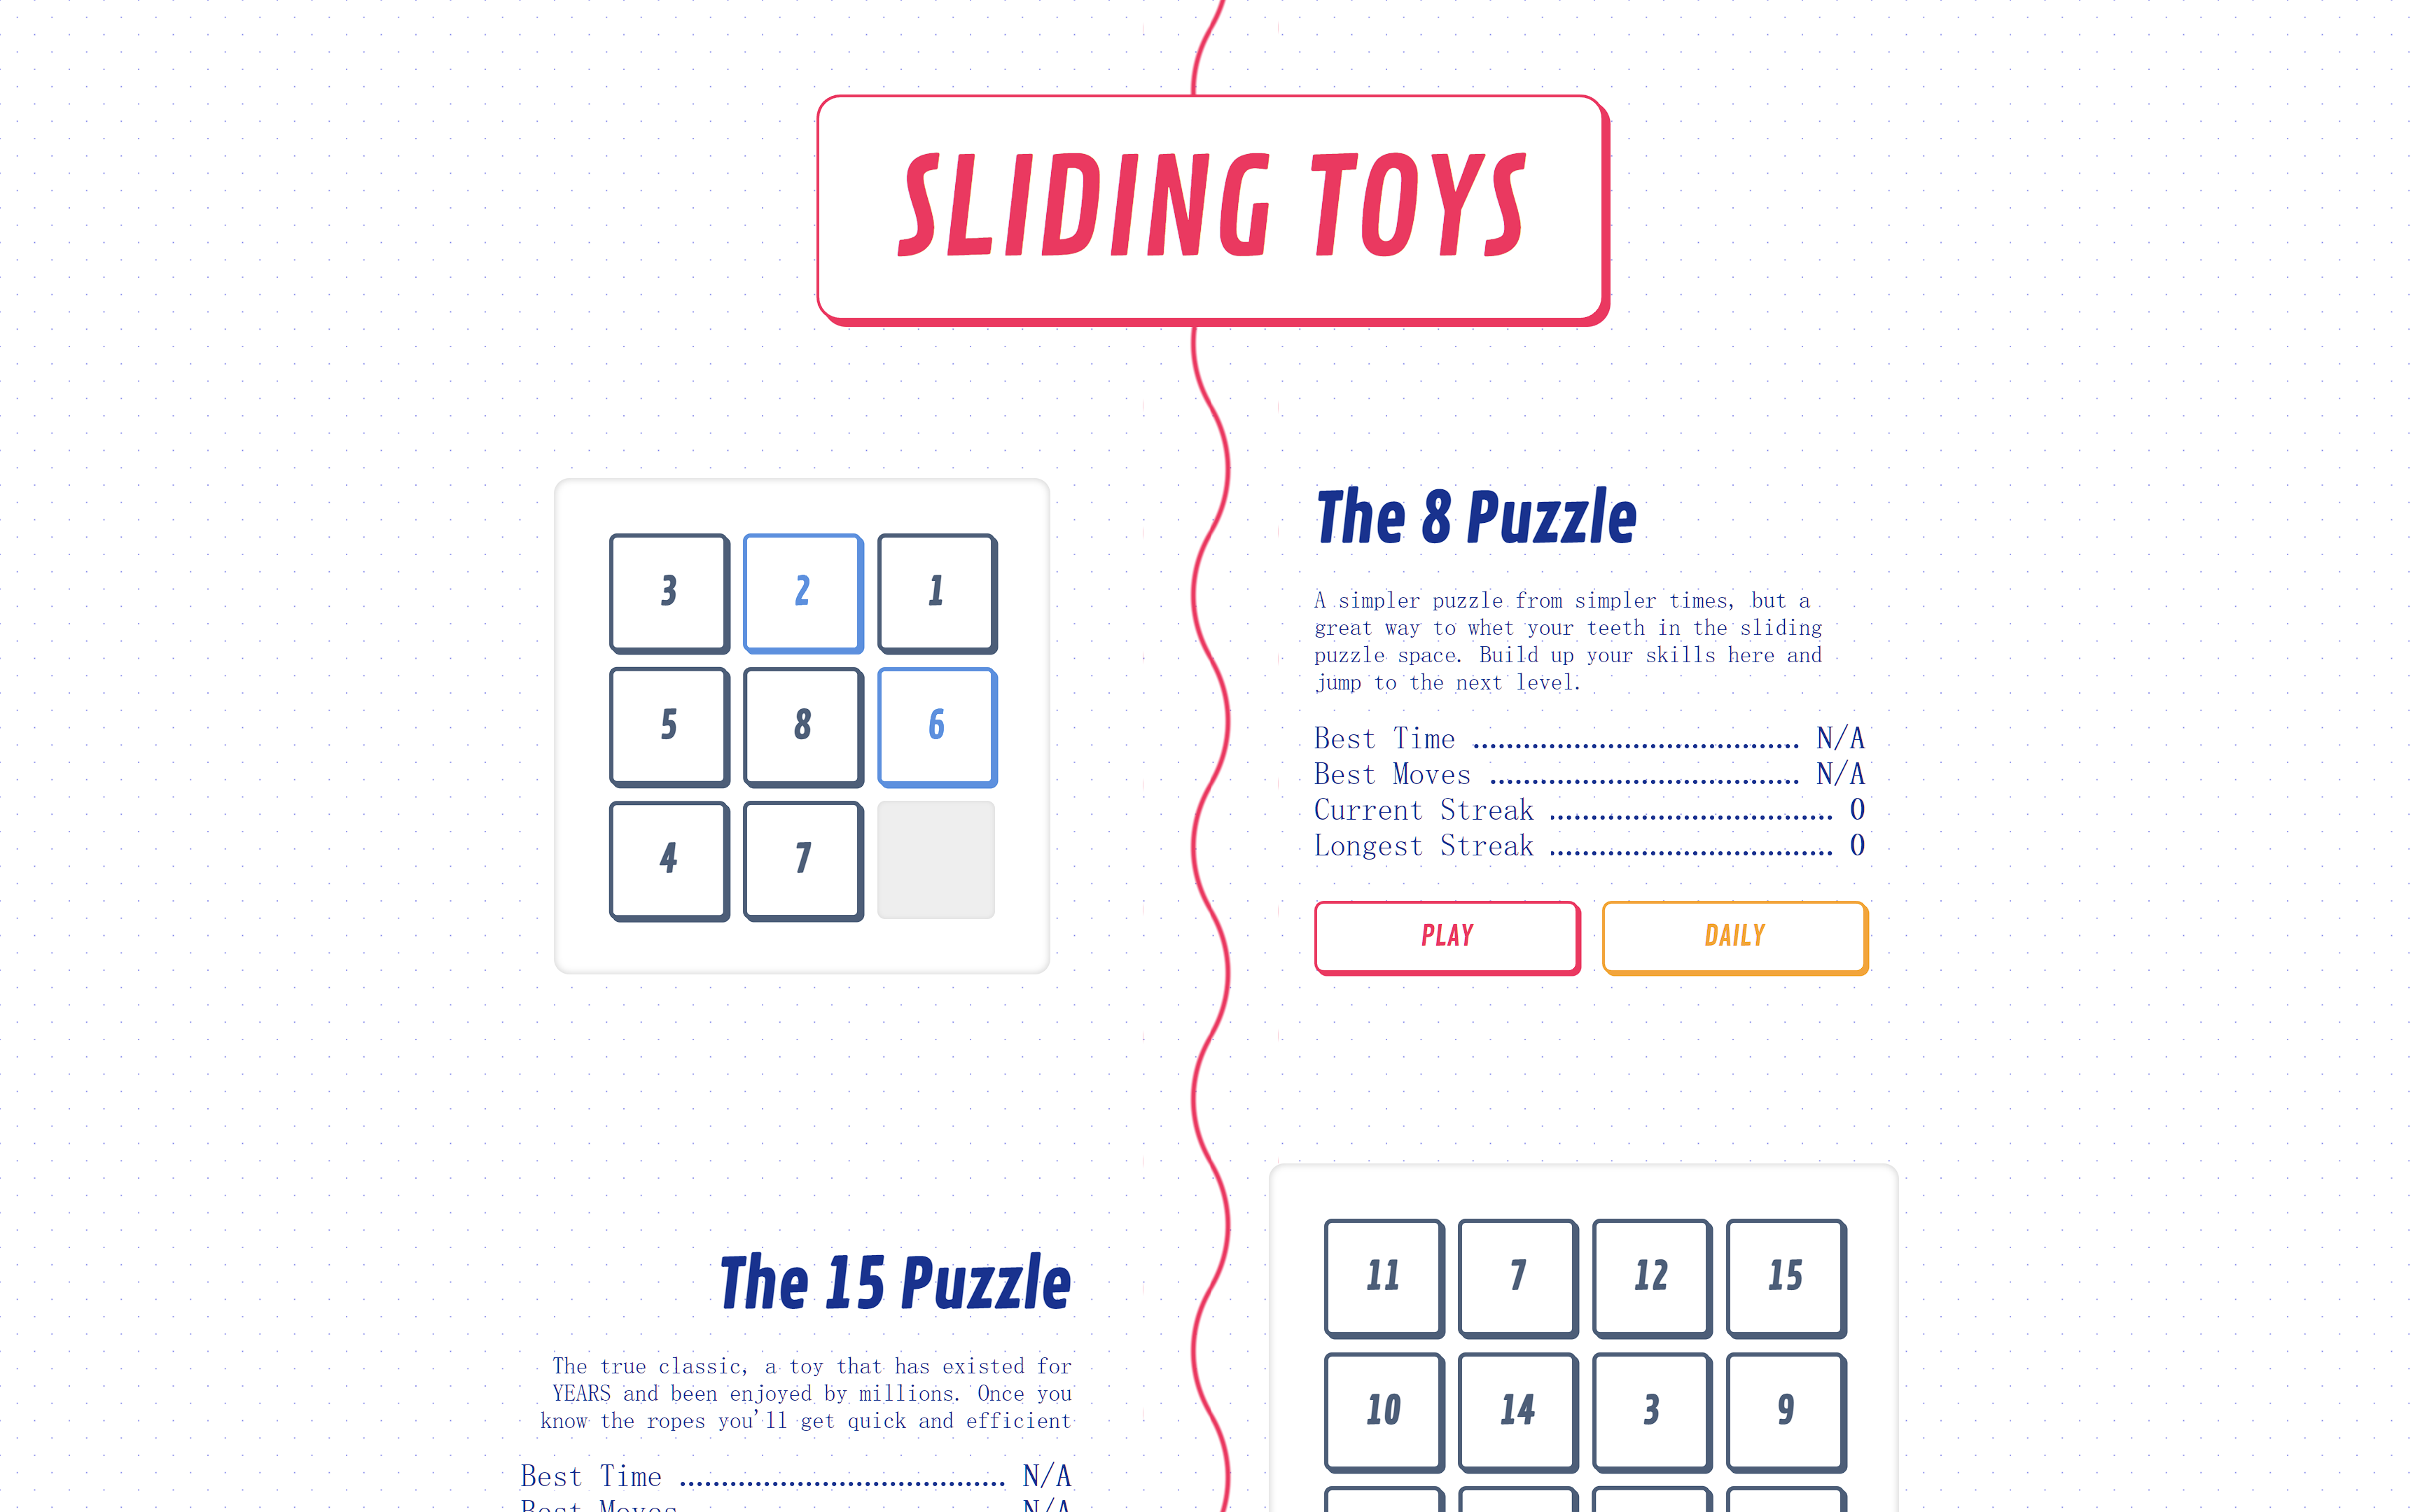 SLIDING TOYS
3 2 1
5 8 6
4 7
The 8 Puzzle
A simpler puzzle from simpler times, but a
great way to whet your teeth in the sliding
puzzle space. Build up your skills here and
jump to the next level.
Best Time N/A
Best Moves N/A
Current Streak 0
Longest Streak 0
PLAY DAILY
The 15 Puzzle
The true classic, a toy that has existed for
YEARS and been enjoyed by millions. Once you
know the ropes you'll get quick and efficient
Best Time N/A
Best Moves N/A
11 7 12 15
10 14 3 9